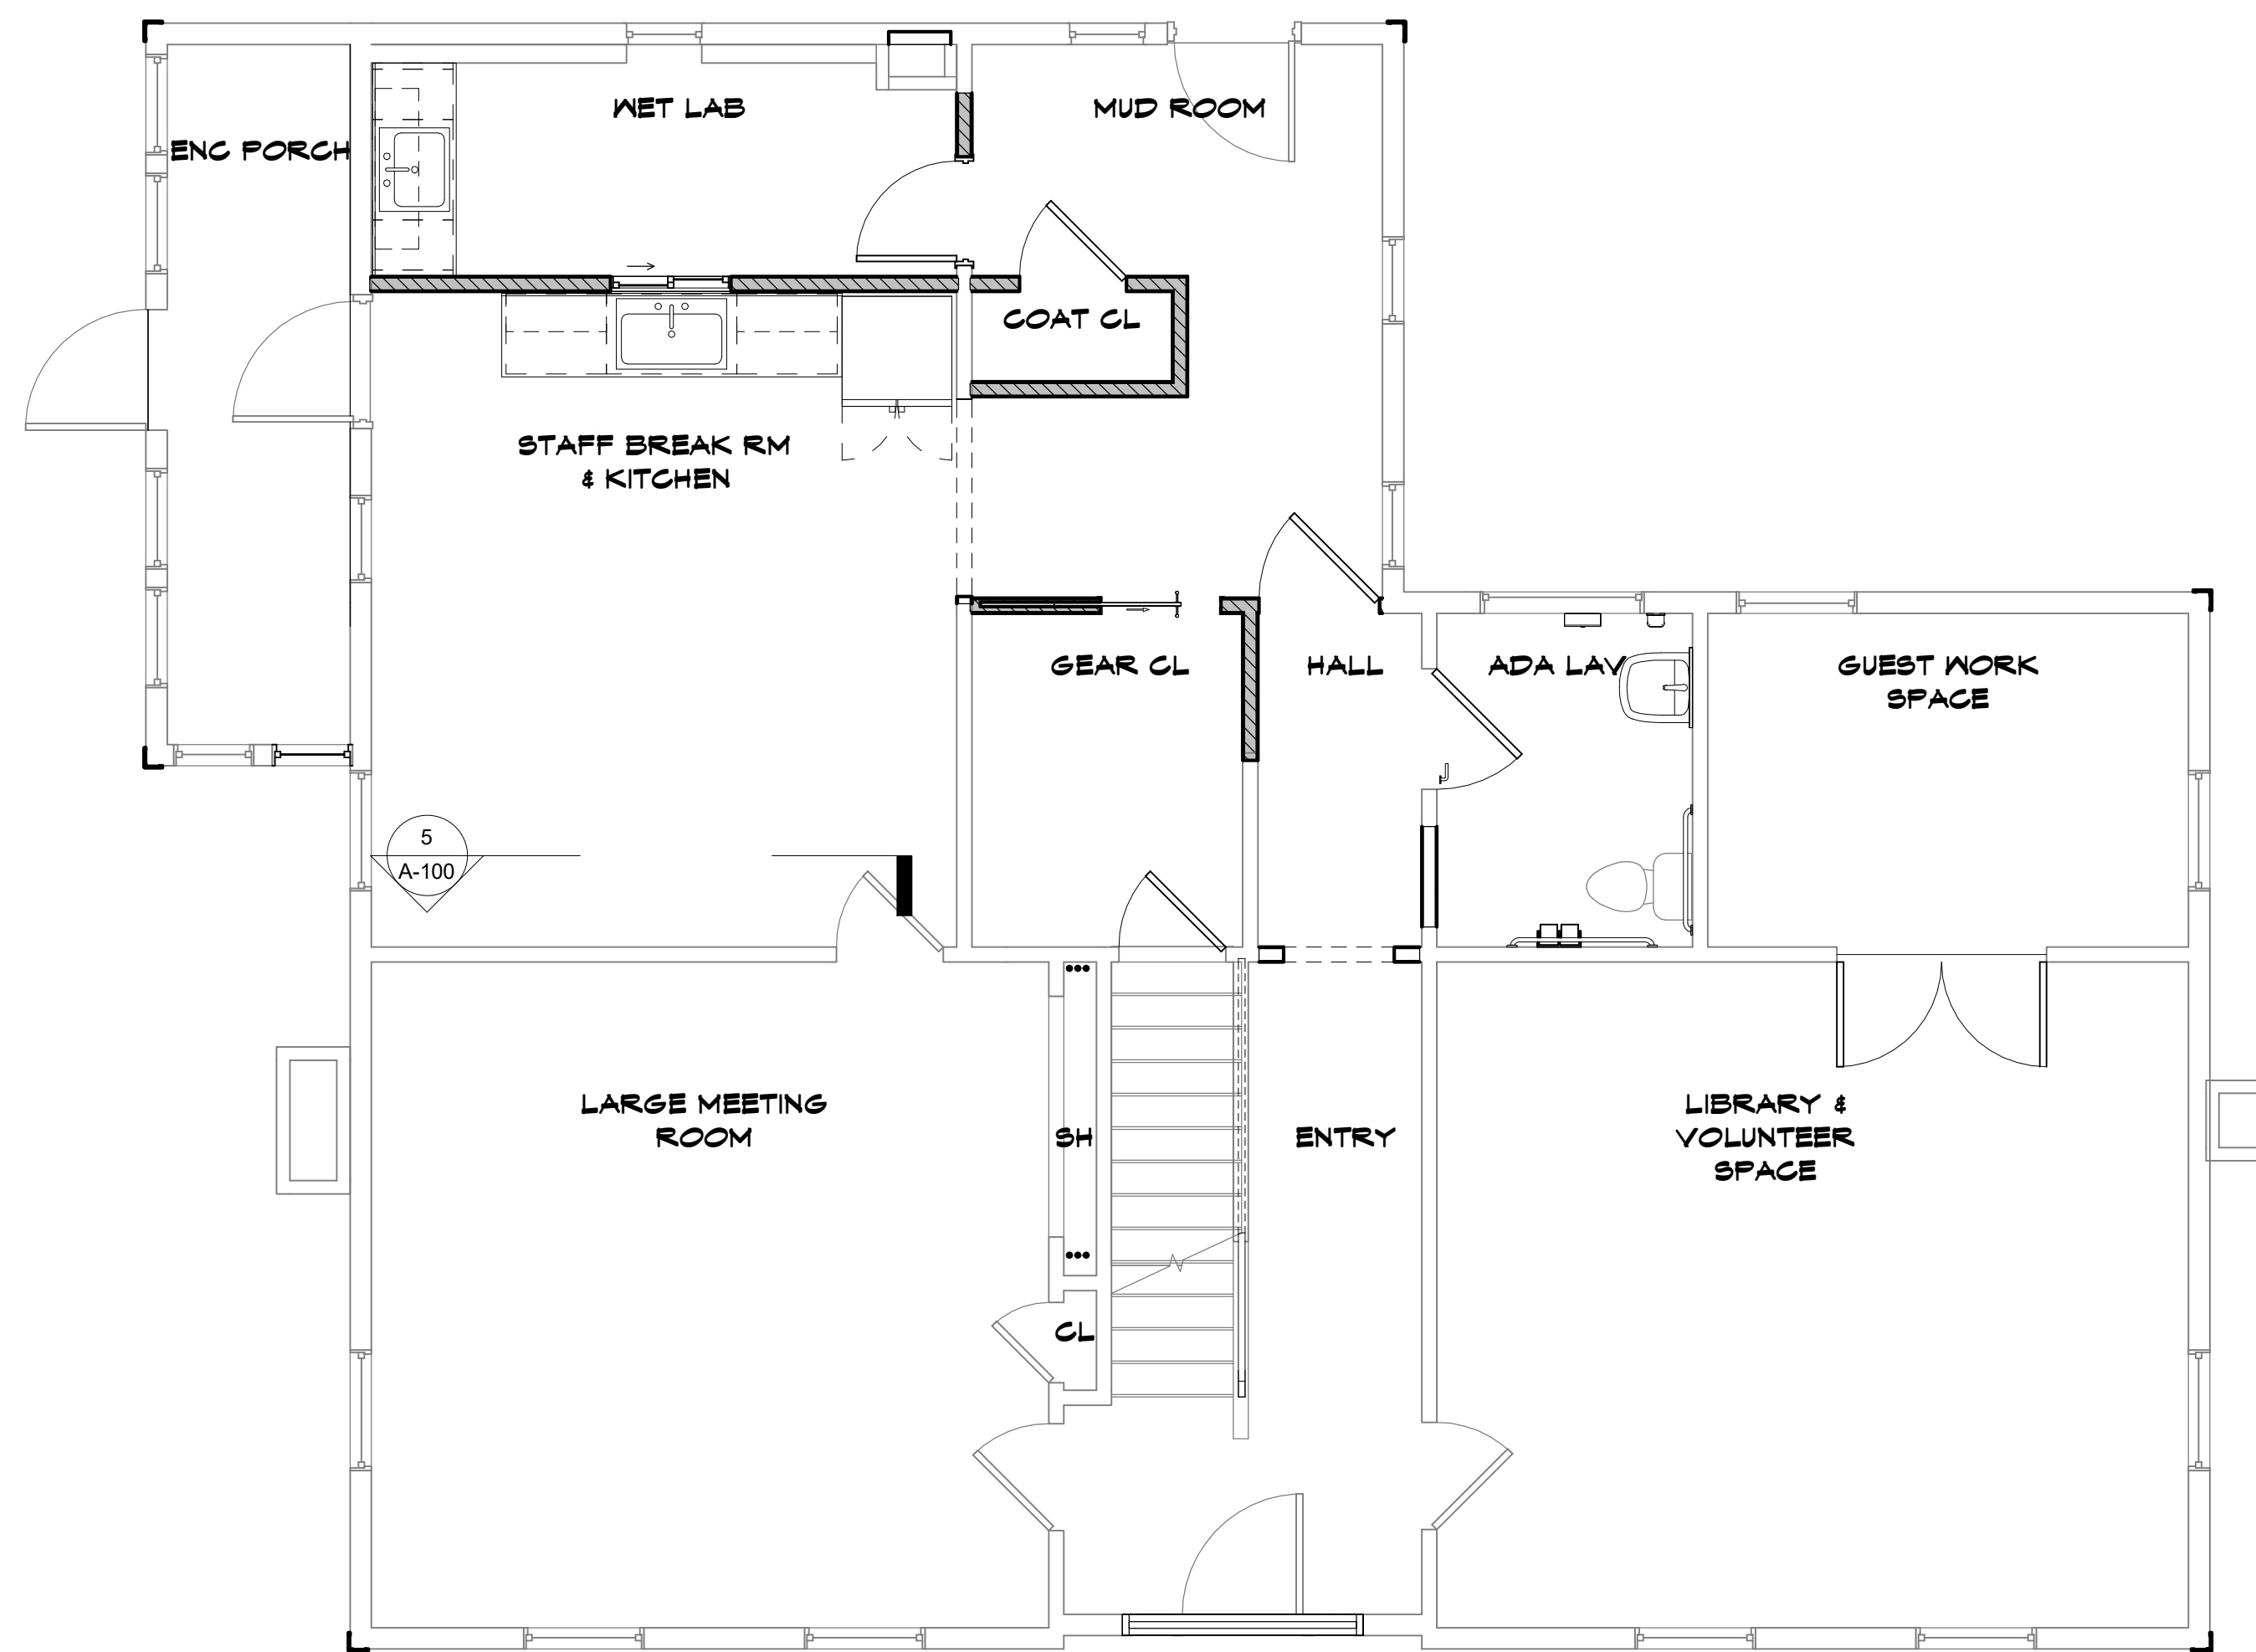 WET LAB
MUD ROOM
ENC PORCH
COAT CL
STAFF BREAK RM
& KITCHEN
GEAR CL
HALL
ADA LAV
GUEST WORK
SPACE
5
A-100
LARGE MEETING
ROOM
SH
ENTRY
LIBRARY &
VOLUNTEER
SPACE
CL